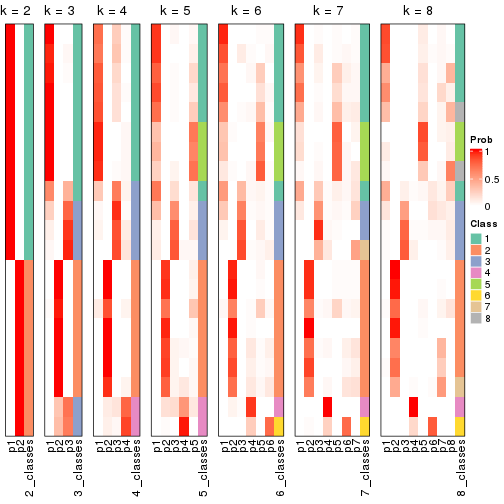 k = 2
k = 3
k = 4
k = 5
k = 6
k = 7
k = 8
p1
p2
2_classes
p1
p2
p3
3_classes
p1
p2
p3
p4
4_classes
p1
p2
p3
p4
p5
5_classes
p1
p2
p3
p4
p5
p6
6_classes
p1
p2
p3
p4
p5
p6
p7
7_classes
p1
p2
p3
p4
p5
p6
p7
p8
8_classes
Prob
1
0.5
0
Class
1
2
3
4
5
6
7
8